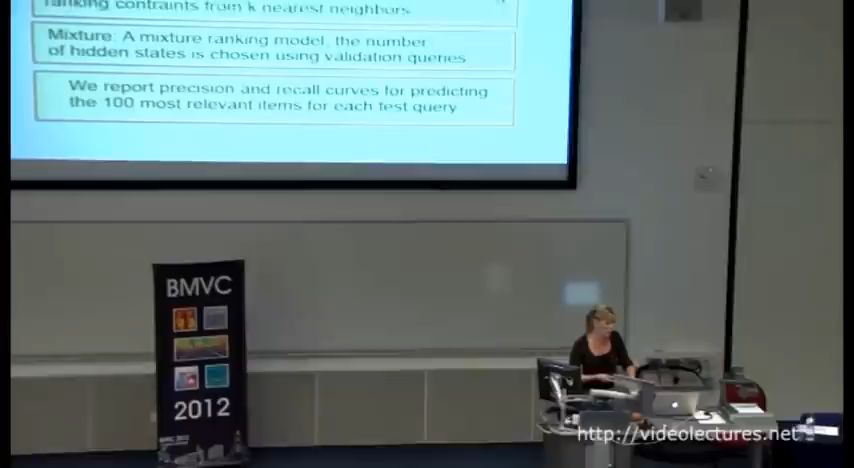 ranking contraints from k nearest neighbors
Mixture: A mixture ranking model, the number
of hidden states is chosen using validation queries
We report precision and recall curves for predicting
the 100 most relevant items for each test query
BMVC
2012
http://videolectures.net